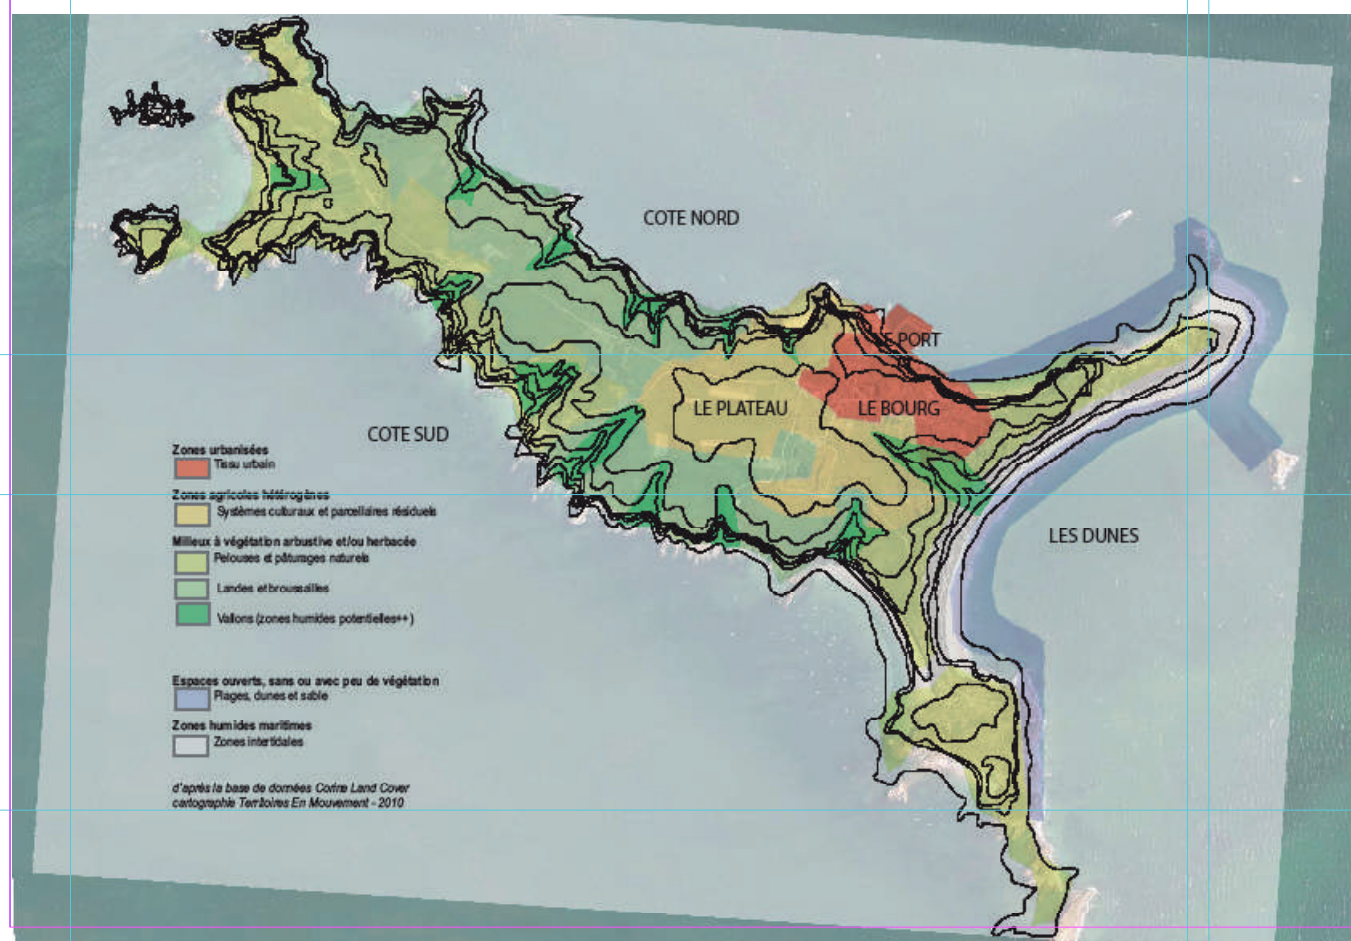 COTE NORD
LE PORT
LE PLATEAU
LE BOURG
COTE SUD
LES DUNES
Zones urbanisées
Tissu urbain
Zones agricoles hétérogènes
Systèmes culturaux et parcellaires résiduels
Milieux à végétation arbustive et/ou herbacée
Pelouses et pâturages naturels
Landes et broussailles
Vallons (zones humides potentielles++)
Espaces ouverts, sans ou avec peu de végétation
Plages, dunes et sable
Zones humides maritimes
Zones intertidales
d'après la base de données Corine Land Cover
cartographie Territoires En Mouvement - 2010